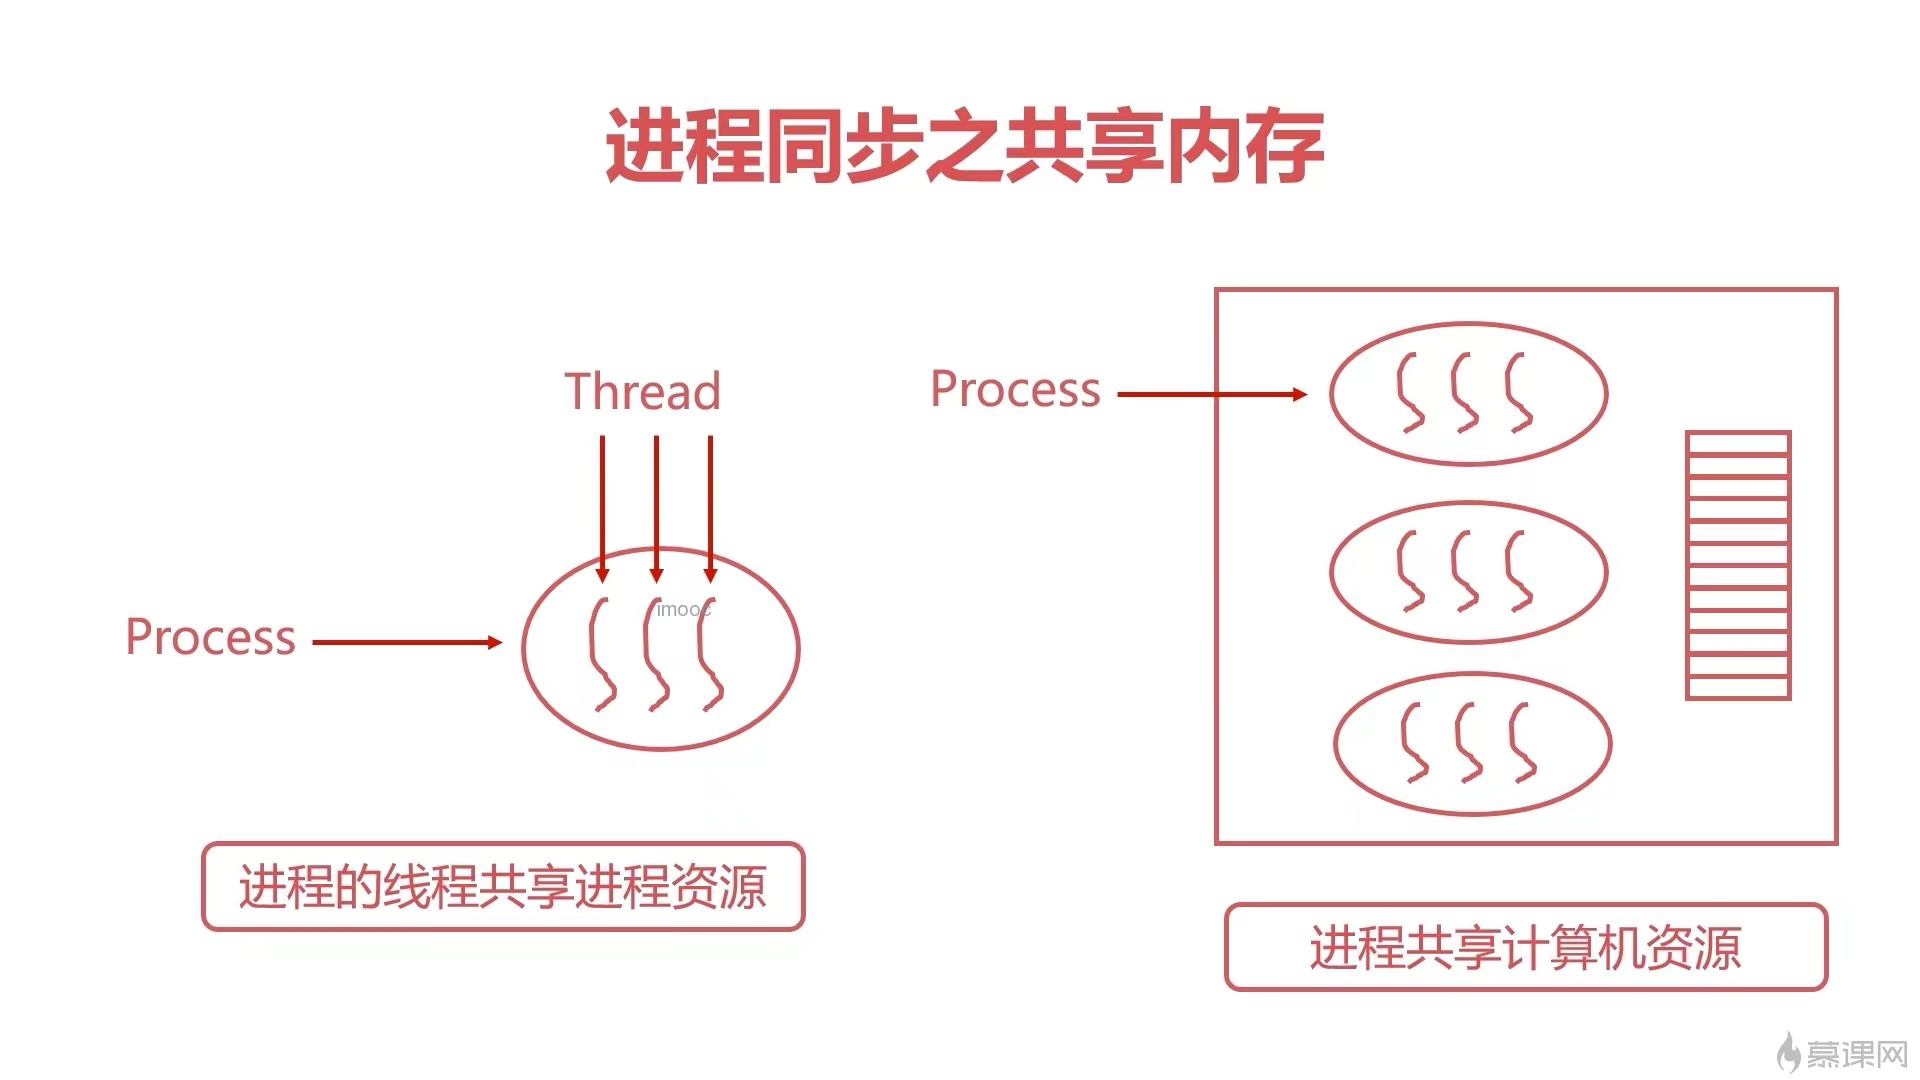 进程同步之共享内存
Thread
Process
imooc
Process
进程的线程共享进程资源
进程共享计算机资源
慕课网